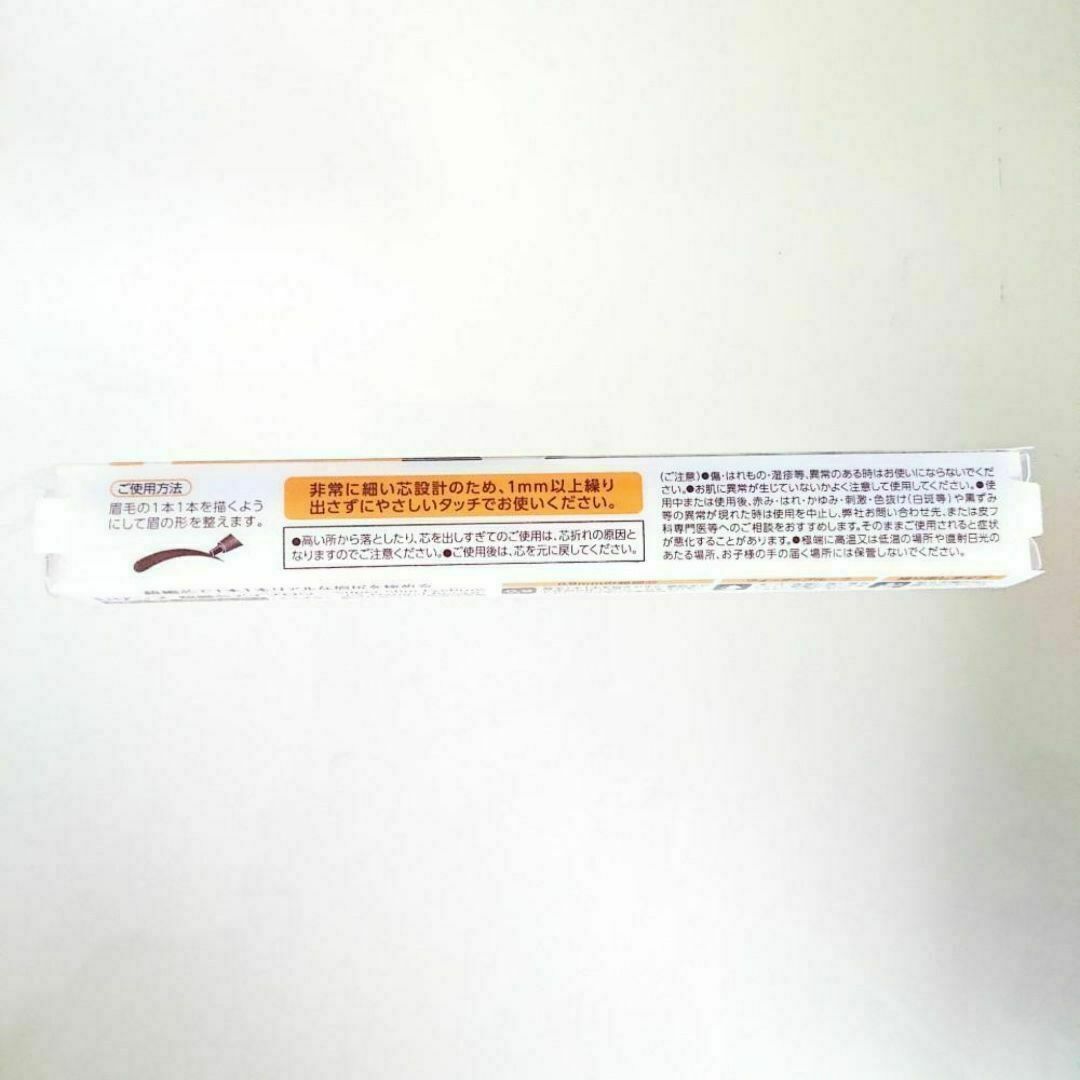 ご使用方法
眉毛の1本1本を描くよう
にして眉の形を整えます。
非常に細い芯設計のため、1mm以上繰り
出さずにやさしいタッチでお使いください。
●高い所から落としたり、芯を出しすぎてのご使用は、芯折れの原因と
なりますのでご注意ください。●ご使用後は、芯を元に戻してください。
(ご注意)●傷・はれもの・湿疹等、異常のある時はお使いにならないでくだ
さい。●お肌に異常が生じていないかよく注意して使用してください。●使
用中または使用後、赤み・はれ・かゆみ・刺激・色抜け(白斑等)や黒ずみ
等の異常が現れた時は使用を中止し、弊社お問い合わせ先、または皮フ
科専門医等へのご相談をおすすめします。そのままご使用されると症状
が悪化することがあります。●極端に高温又は低温の場所や直射日光の
あたる場所、お子様の手の届く場所には保管しないでください。